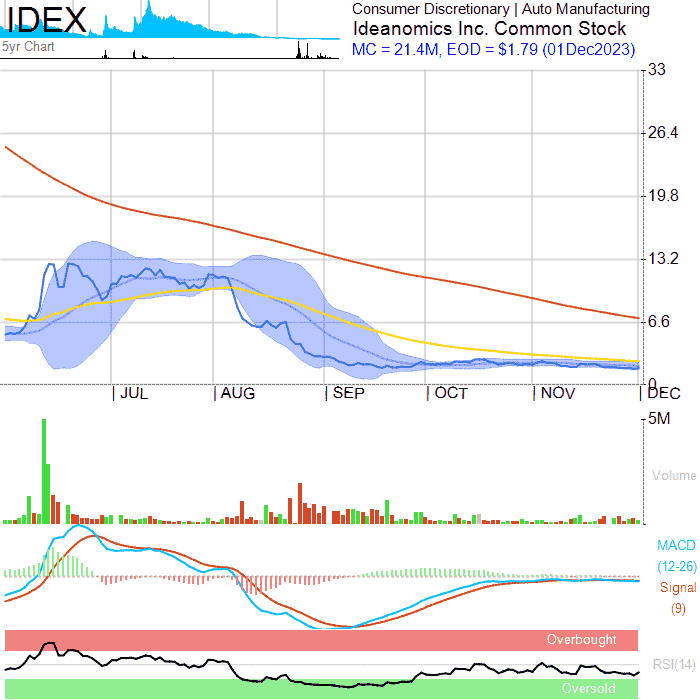 IDEX
5yr Chart
Consumer Discretionary | Auto Manufacturing
Ideanomics Inc. Common Stock
MC = 21.4M, EOD = $1.79 (01Dec2023)
33
26.4
19.8
13.2
6.6
0
| JUL | AUG | SEP | OCT | NOV | DEC
5M
Volume
MACD
(12-26)
Signal
(9)
Overbought
RSI(14)
Oversold